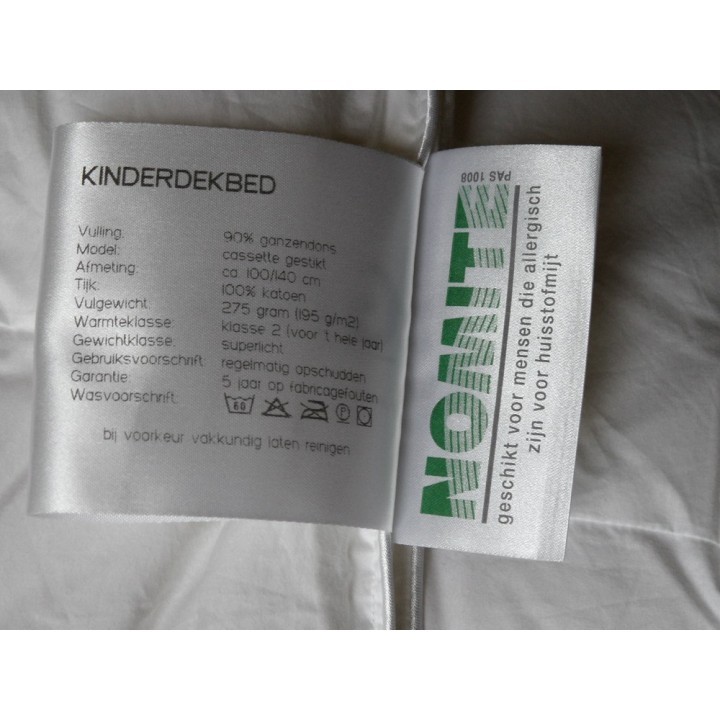 KINDERDEKBED
Vulling: 90% ganzendons
Model: cassette gestikt
Afmeting: ca. 100/140 cm
Tijk: 100% katoen
Vulgewicht: 275 gram (195 g/m2)
Warmteklasse: klasse 2 (voor 't hele jaar)
Gewichtklasse: superlicht
Gebruiksvoorschrift: regelmatig opschudden
Garantie: 5 jaar op fabricagefouten
Wasvoorschrift: 60 P
bij voorkeur vakkundig laten reinigen
PAS 1008
NOMITE
geschikt voor mensen die allergisch
zijn voor huisstofmijt